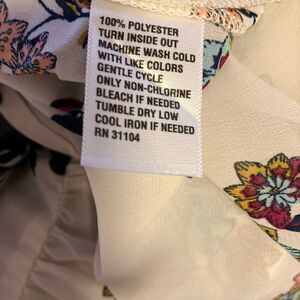 100% POLYESTER
TURN INSIDE OUT
MACHINE WASH COLD
WITH LIKE COLORS
GENTLE CYCLE
ONLY NON-CHLORINE
BLEACH IF NEEDED
TUMBLE DRY LOW
COOL IRON IF NEEDED
RN 31104